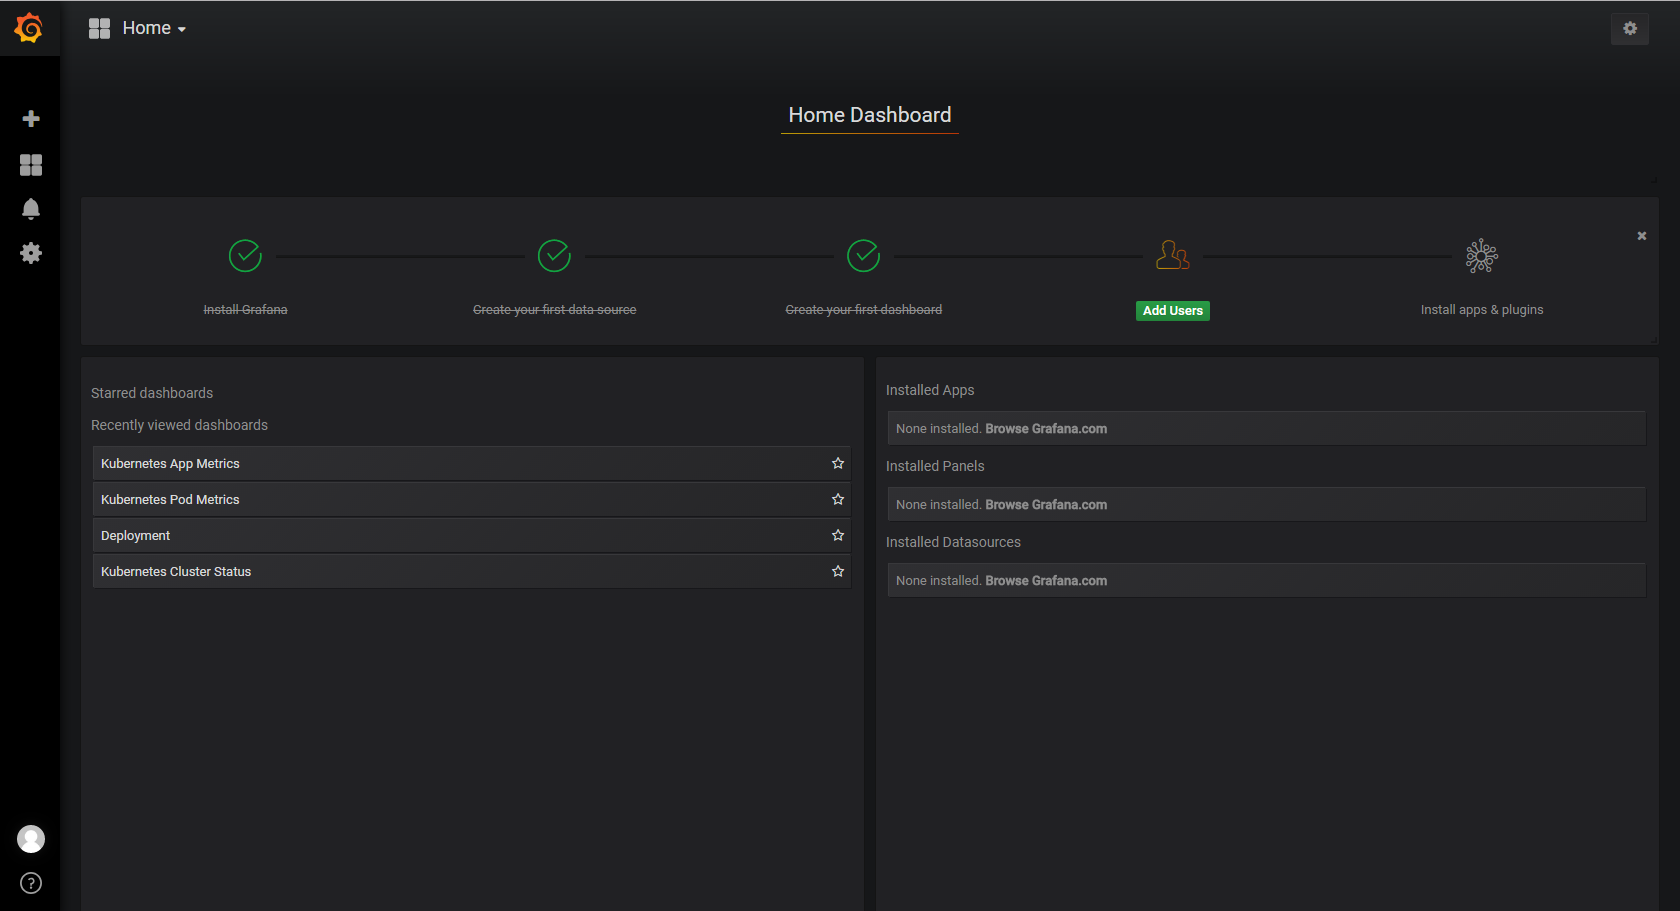 Home
Home Dashboard
Install Grafana
Create your first data source
Create your first dashboard
Add Users
Install apps & plugins
Starred dashboards
Recently viewed dashboards
Kubernetes App Metrics
Kubernetes Pod Metrics
Deployment
Kubernetes Cluster Status
Installed Apps
None installed. Browse Grafana.com
Installed Panels
None installed. Browse Grafana.com
Installed Datasources
None installed. Browse Grafana.com
?